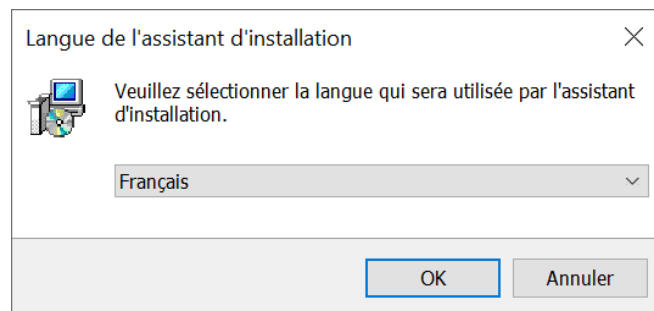 Langue de l'assistant d'installation
Veuillez sélectionner la langue qui sera utilisée par l'assistant
d'installation.
Français
OK
Annuler